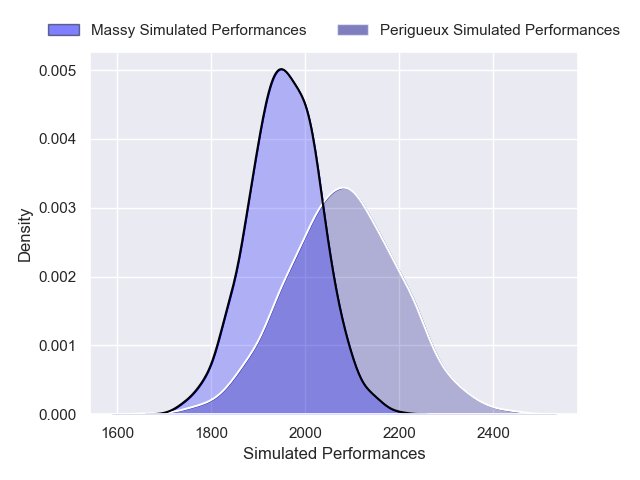 Massy Simulated Performances
Perigueux Simulated Performances
0.005
0.004
0.003
0.002
0.001
0.000
Density
1600
1800
2000
2200
2400
Simulated Performances